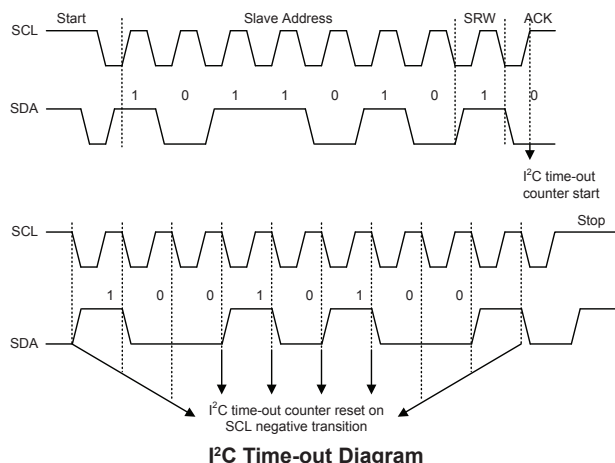 Start Slave Address SRW ACK
SCL
1 0 1 1 0 1 0 1 0
SDA
I²C time-out
counter start
Stop
SCL
1 0 0 1 0 1 0 0
SDA
I²C time-out counter reset on
SCL negative transition
I²C Time-out Diagram